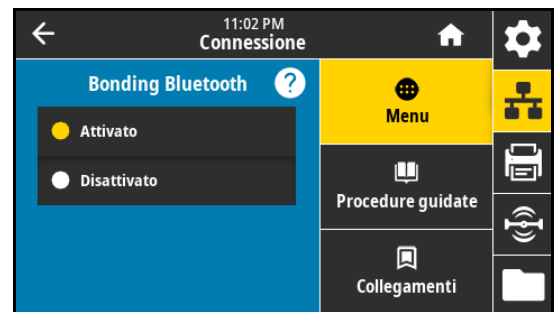 11:02 PM
Connessione
Bonding Bluetooth ?
Attivato
Disattivato
Menu
Procedure guidate
Collegamenti